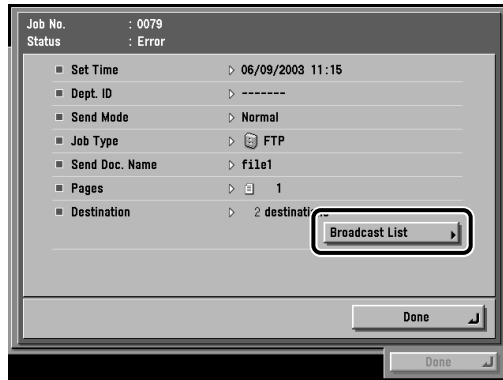 Job No. : 0079
Status : Error
Set Time 06/09/2003 11:15
Dept. ID -------
Send Mode Normal
Job Type FTP
Send Doc. Name file1
Pages 1
Destination 2 destinations
Broadcast List
Done
Done